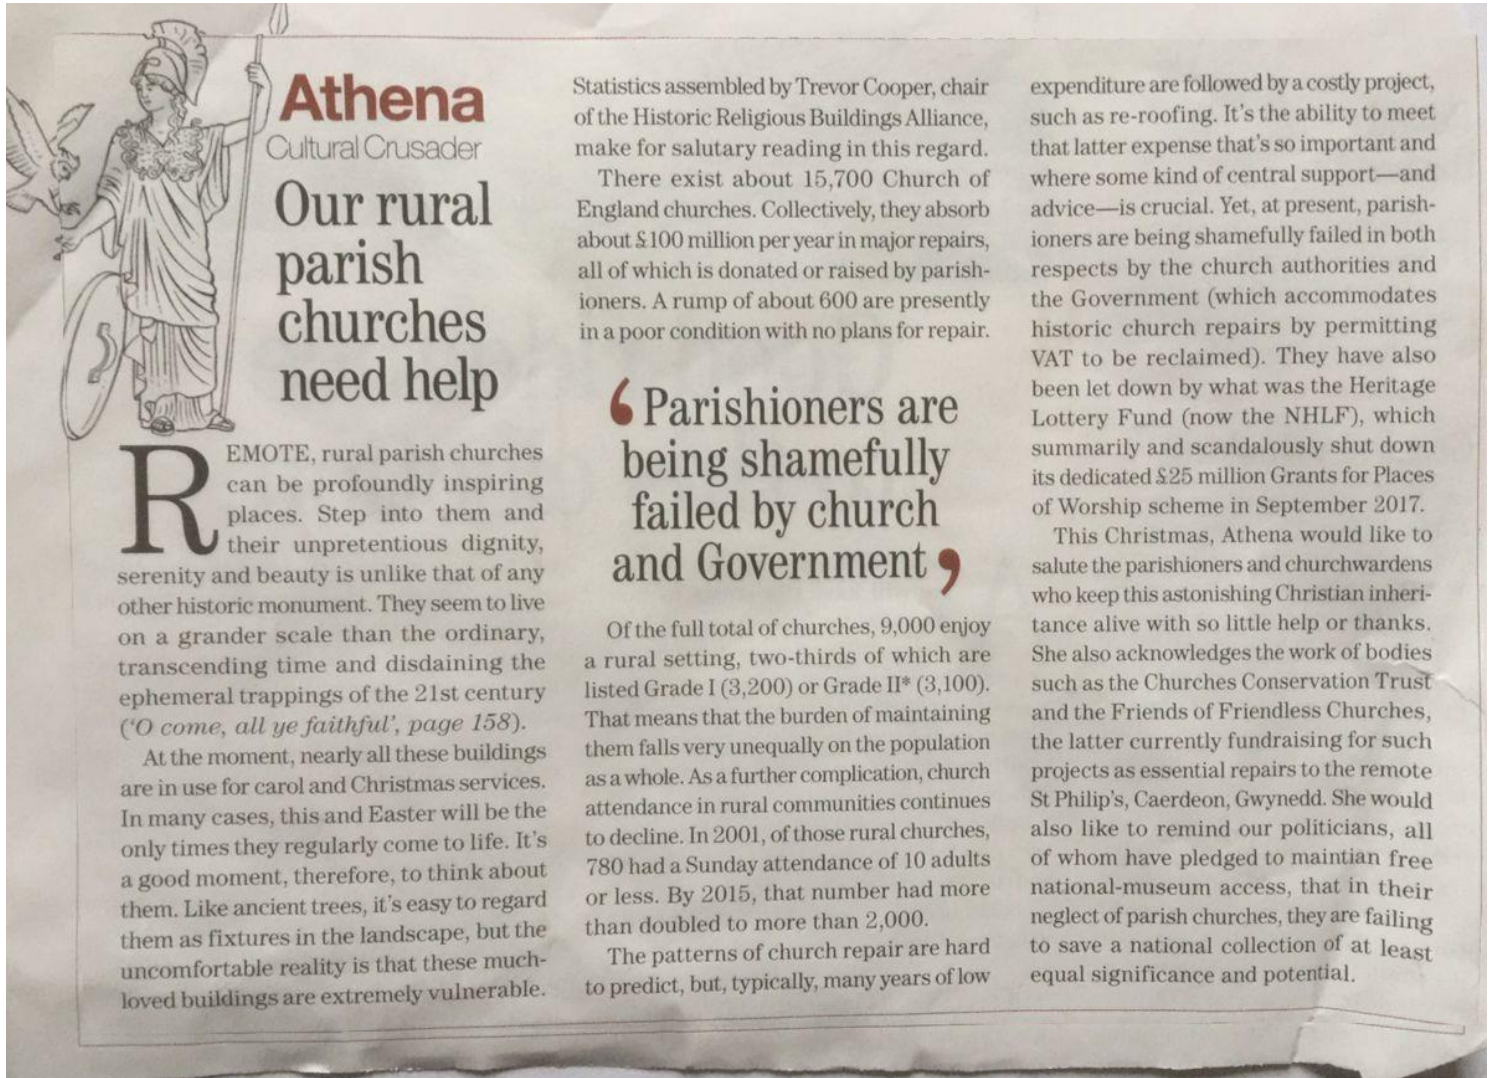 Athena
Cultural Crusader
Our rural
parish
churches
need help
REMOTE, rural parish churches
can be profoundly inspiring
places. Step into them and
their unpretentious dignity,
serenity and beauty is unlike that of any
other historic monument. They seem to live
on a grander scale than the ordinary,
transcending time and disdaining the
ephemeral trappings of the 21st century
('O come, all ye faithful', page 158).
At the moment, nearly all these buildings
are in use for carol and Christmas services.
In many cases, this and Easter will be the
only times they regularly come to life. It's
a good moment, therefore, to think about
them. Like ancient trees, it's easy to regard
them as fixtures in the landscape, but the
uncomfortable reality is that these much-
loved buildings are extremely vulnerable.
Statistics assembled by Trevor Cooper, chair
of the Historic Religious Buildings Alliance,
make for salutary reading in this regard.
There exist about 15,700 Church of
England churches. Collectively, they absorb
about £100 million per year in major repairs,
all of which is donated or raised by parish-
ioners. A rump of about 600 are presently
in a poor condition with no plans for repair.
‘Parishioners are
being shamefully
failed by church
and Government’
Of the full total of churches, 9,000 enjoy
a rural setting, two-thirds of which are
listed Grade I (3,200) or Grade II* (3,100).
That means that the burden of maintaining
them falls very unequally on the population
as a whole. As a further complication, church
attendance in rural communities continues
to decline. In 2001, of those rural churches,
780 had a Sunday attendance of 10 adults
or less. By 2015, that number had more
than doubled to more than 2,000.
The patterns of church repair are hard
to predict, but, typically, many years of low
expenditure are followed by a costly project,
such as re-roofing. It's the ability to meet
that latter expense that's so important and
where some kind of central support—and
advice—is crucial. Yet, at present, parish-
ioners are being shamefully failed in both
respects by the church authorities and
the Government (which accommodates
historic church repairs by permitting
VAT to be reclaimed). They have also
been let down by what was the Heritage
Lottery Fund (now the NHLF), which
summarily and scandalously shut down
its dedicated £25 million Grants for Places
of Worship scheme in September 2017.
This Christmas, Athena would like to
salute the parishioners and churchwardens
who keep this astonishing Christian inheri-
tance alive with so little help or thanks.
She also acknowledges the work of bodies
such as the Churches Conservation Trust
and the Friends of Friendless Churches,
the latter currently fundraising for such
projects as essential repairs to the remote
St Philip's, Caerdeon, Gwynedd. She would
also like to remind our politicians, all
of whom have pledged to maintian free
national-museum access, that in their
neglect of parish churches, they are failing
to save a national collection of at least
equal significance and potential.